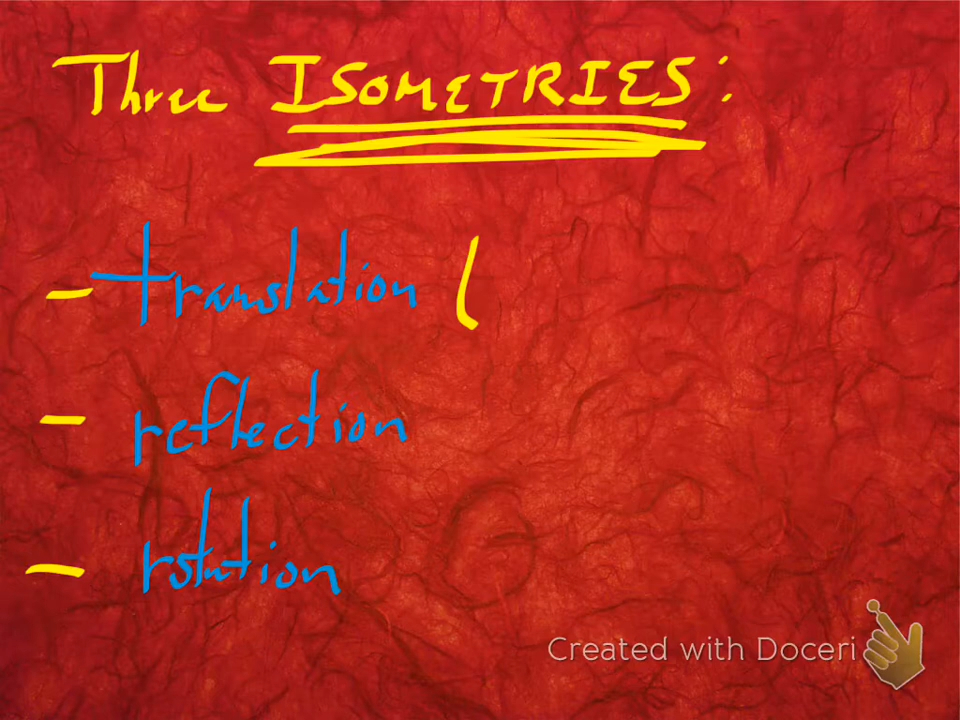 Three ISOMETRIES:
- translation (
- reflection
- rotation
Created with Doceri